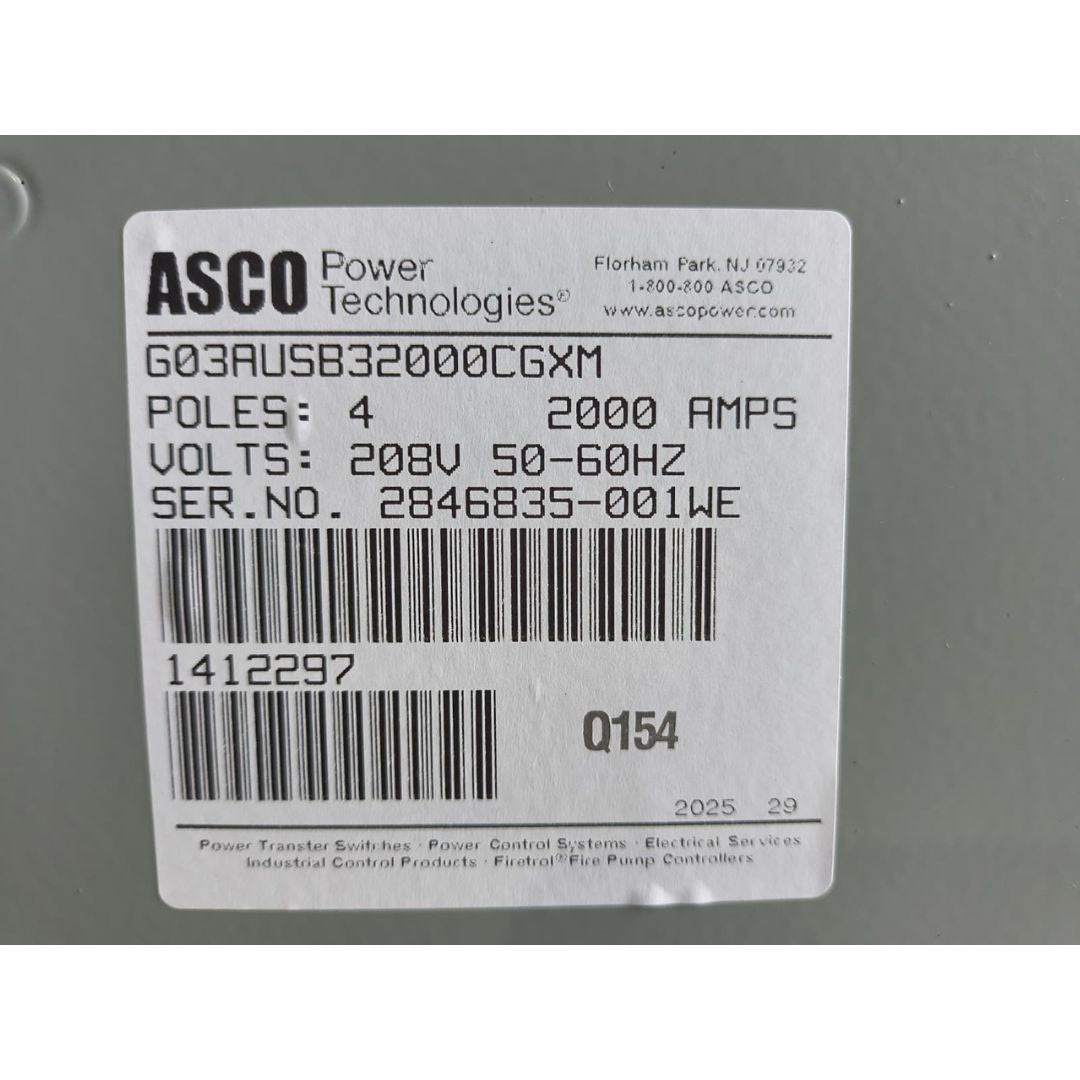 ASCO Power Technologies®
Florham Park, NJ 07932
1-800-800 ASCO
www.ascopower.com
G03AUSB32000CGXM
POLES: 4 2000 AMPS
VOLTS: 208V 50-60HZ
SER.NO. 2846835-001WE
1412297
Q154
2025 29
Power Transfer Switches · Power Control Systems · Electrical Services
Industrial Control Products · Firetrol® Fire Pump Controllers